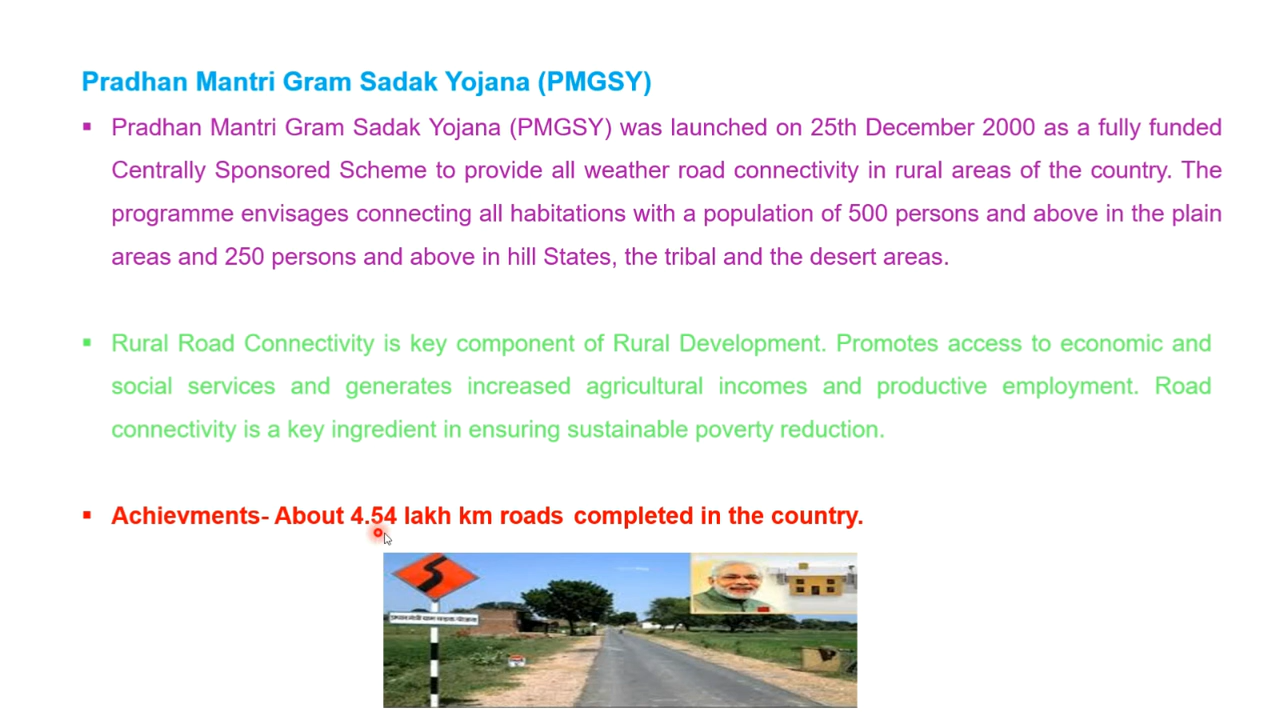 Pradhan Mantri Gram Sadak Yojana (PMGSY)
▪ Pradhan Mantri Gram Sadak Yojana (PMGSY) was launched on 25th December 2000 as a fully funded
Centrally Sponsored Scheme to provide all weather road connectivity in rural areas of the country. The
programme envisages connecting all habitations with a population of 500 persons and above in the plain
areas and 250 persons and above in hill States, the tribal and the desert areas.
▪ Rural Road Connectivity is key component of Rural Development. Promotes access to economic and
social services and generates increased agricultural incomes and productive employment. Road
connectivity is a key ingredient in ensuring sustainable poverty reduction.
▪ Achievments- About 4.54 lakh km roads completed in the country.
प्रधान मंत्री ग्राम सड़क योजना